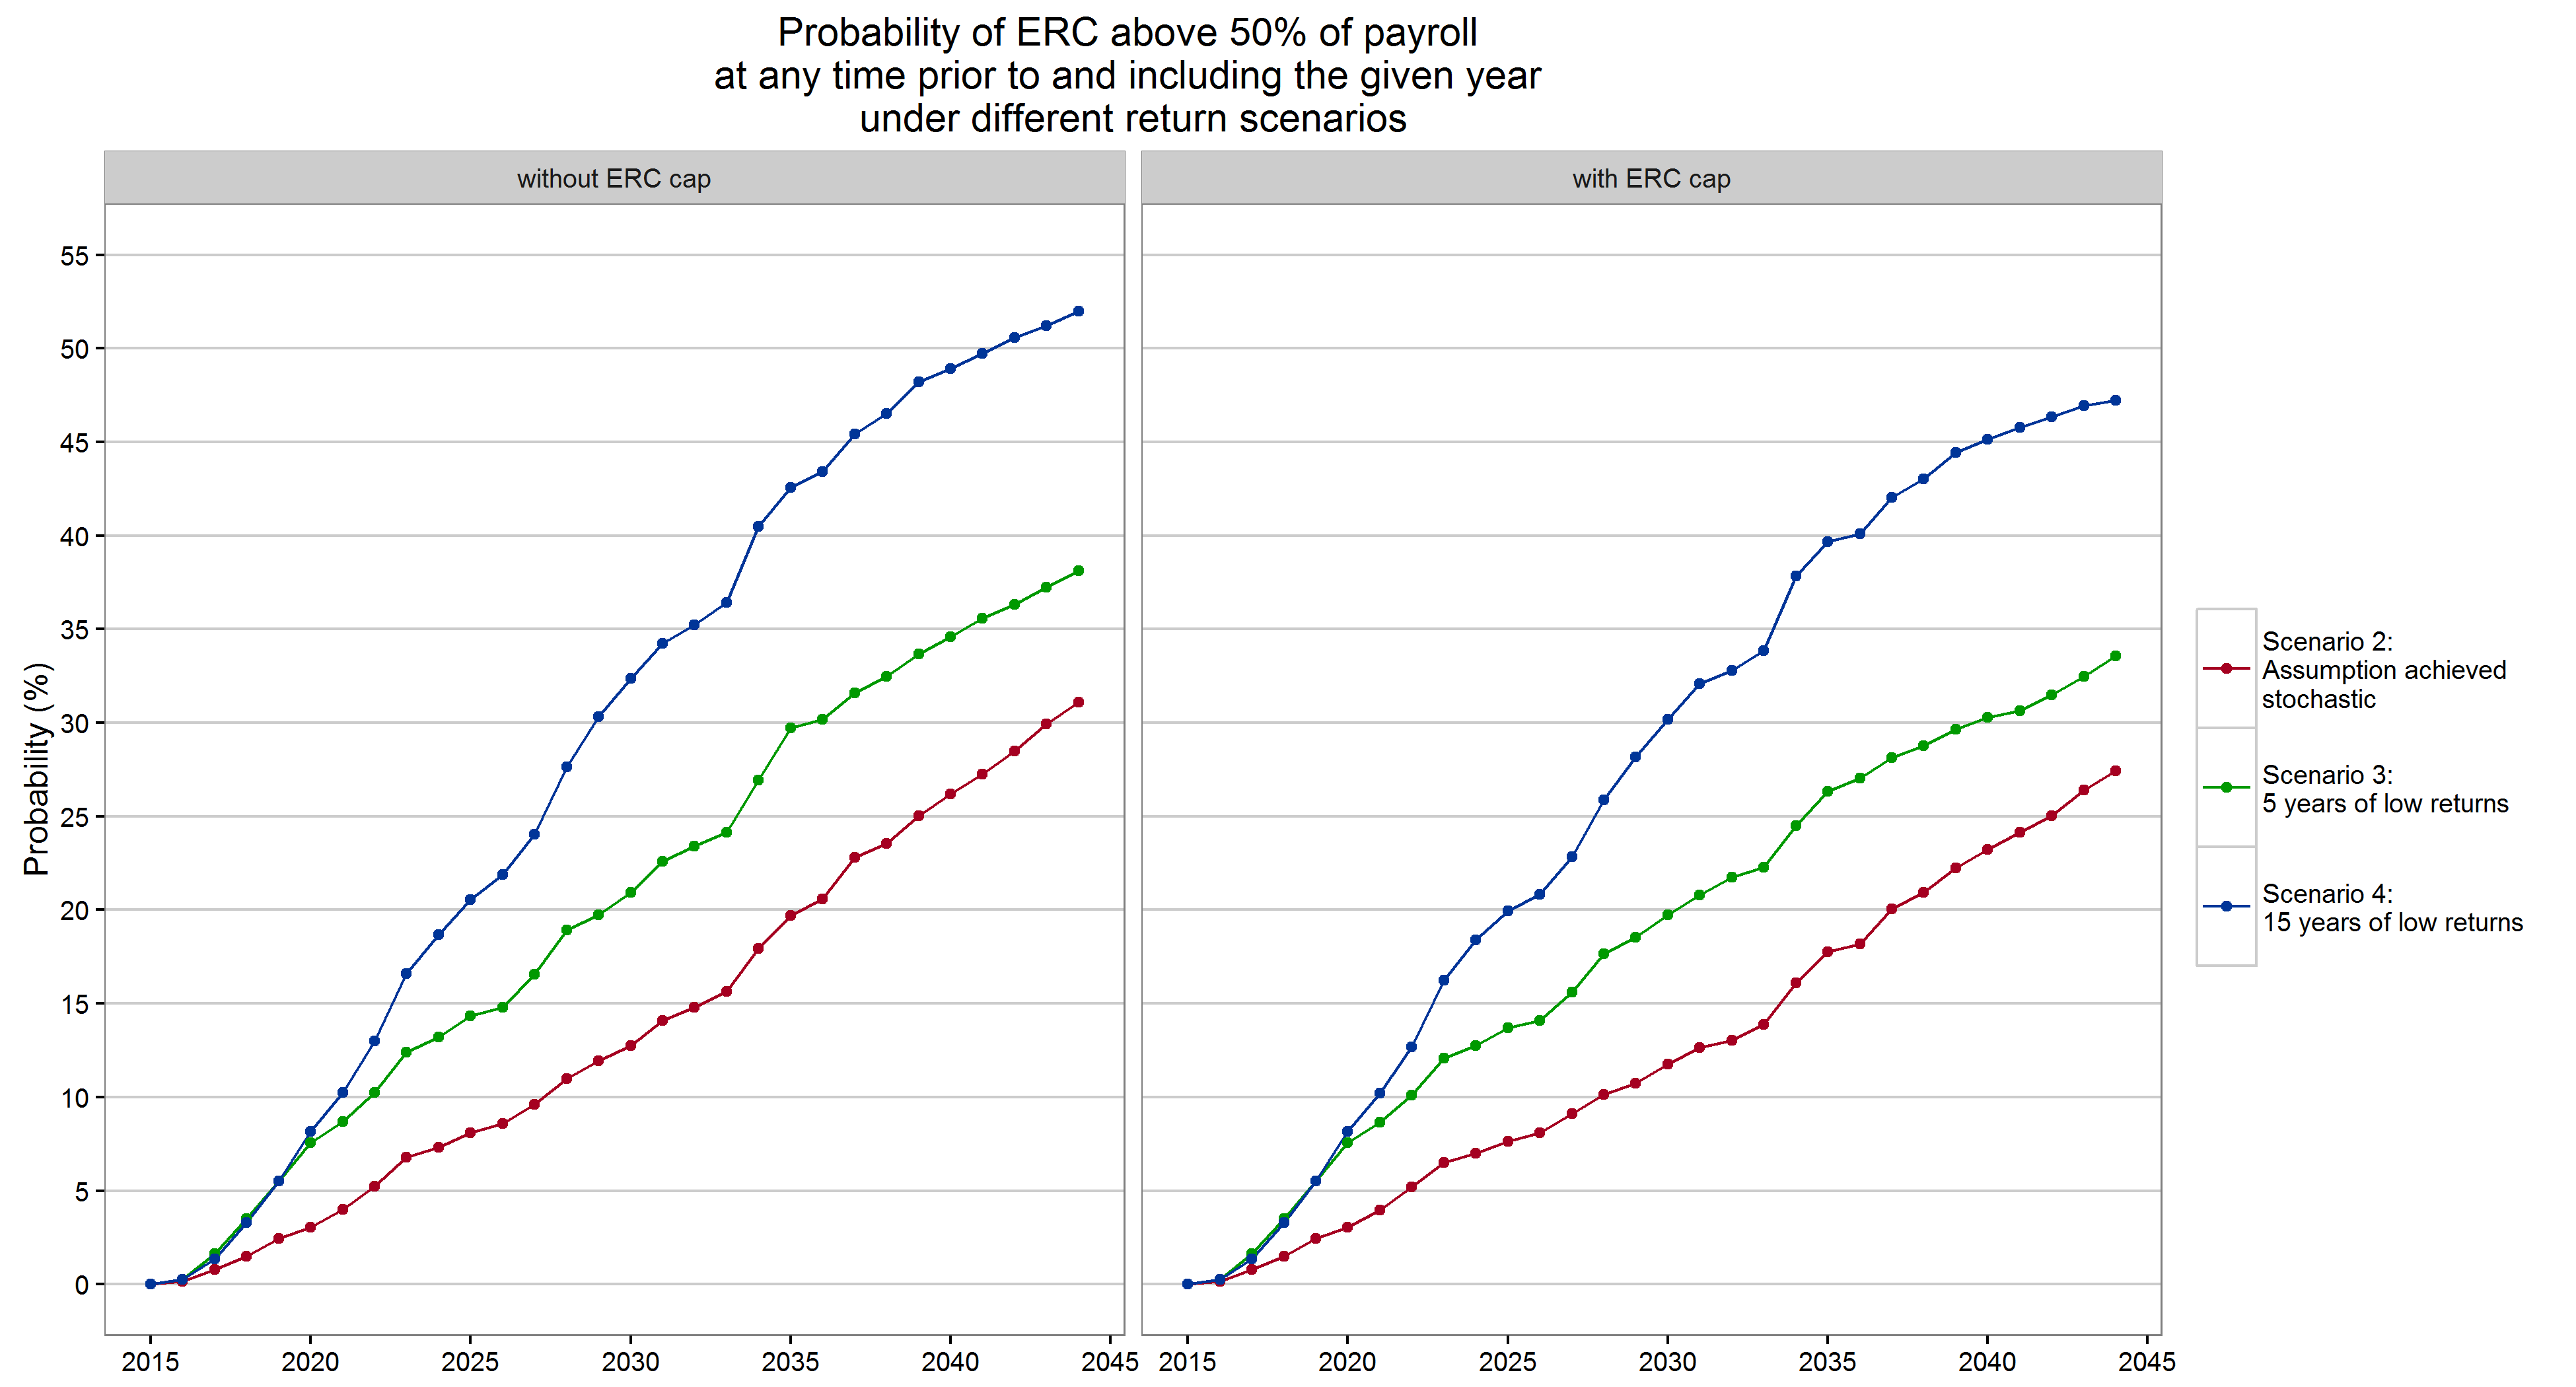 Probability of ERC above 50% of payroll
at any time prior to and including the given year
under different return scenarios
without ERC cap
with ERC cap
Probability (%)
55
50
45
40
35
30
25
20
15
10
5
0
2015 2020 2025 2030 2035 2040 2045
2015 2020 2025 2030 2035 2040 2045
Scenario 2:
Assumption achieved
stochastic
Scenario 3:
5 years of low returns
Scenario 4:
15 years of low returns